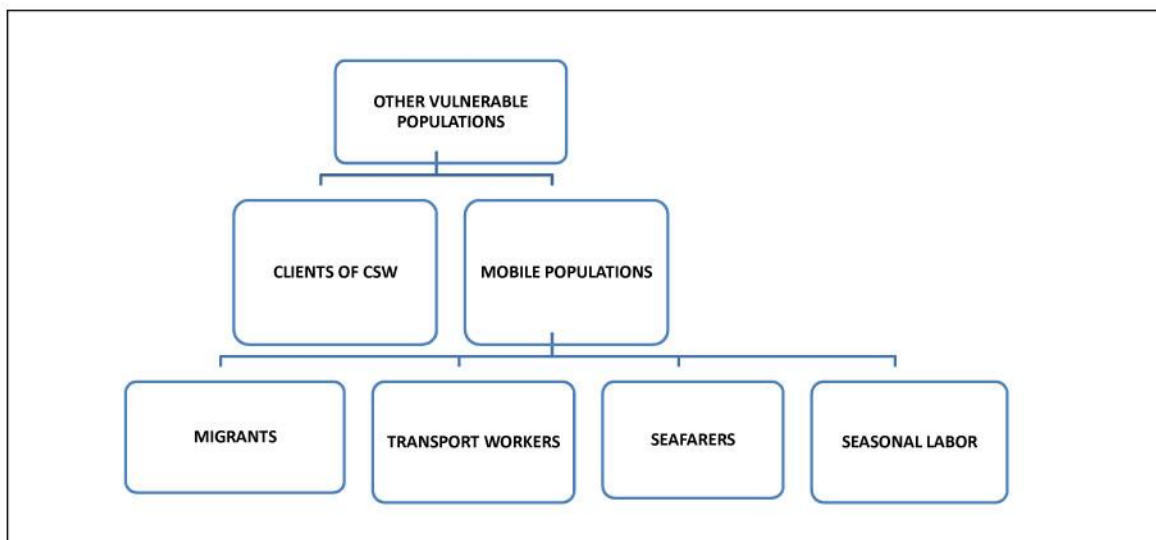 OTHER VULNERABLE
POPULATIONS
CLIENTS OF CSW
MOBILE POPULATIONS
MIGRANTS
TRANSPORT WORKERS
SEAFARERS
SEASONAL LABOR